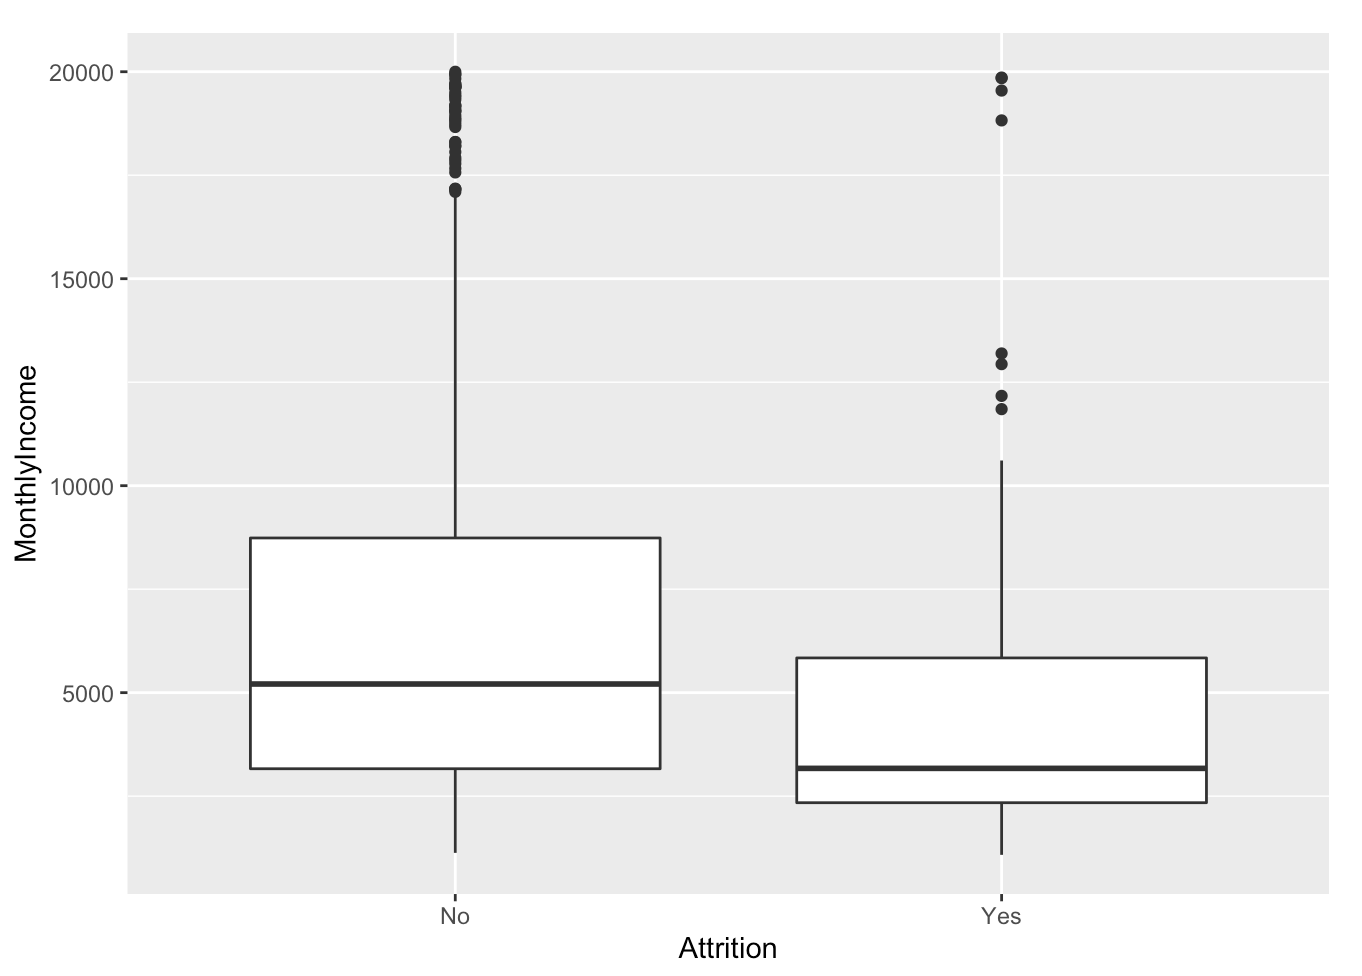 20000
15000
10000
5000
MonthlyIncome
No
Yes
Attrition